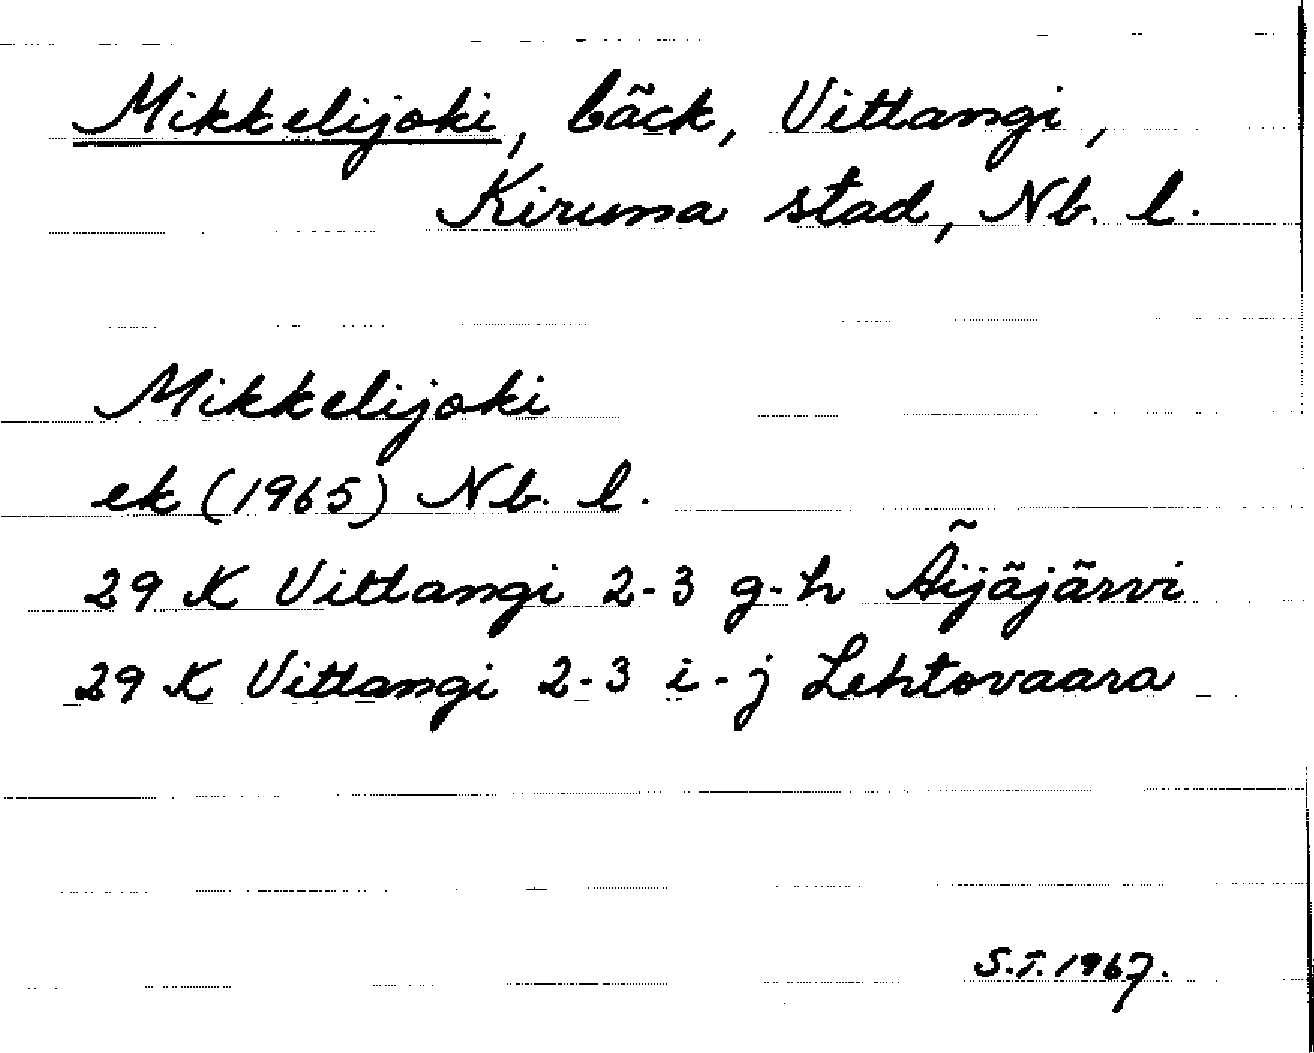 Mikkelijoki, bäck, Vittangi,
Kiruna stad, Nb. l.
Mikkelijoki
ek (1965) Nb. l.
29 K Vittangi 2-3 g-h Äijäjärvi
29 K Vittangi 2-3 i-j Lehtovaara
S.T. 1967.